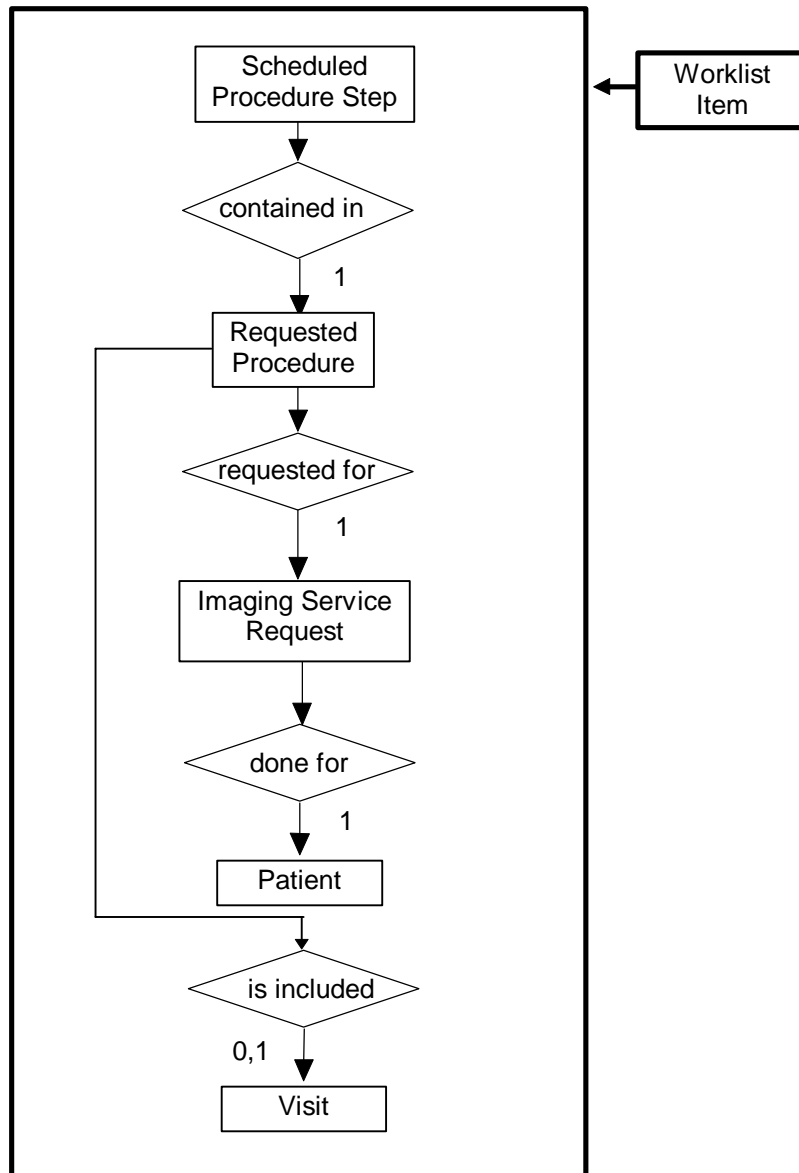 Scheduled
Procedure Step
Worklist
Item
contained in
1
Requested
Procedure
requested for
1
Imaging Service
Request
done for
1
Patient
is included
0,1
Visit